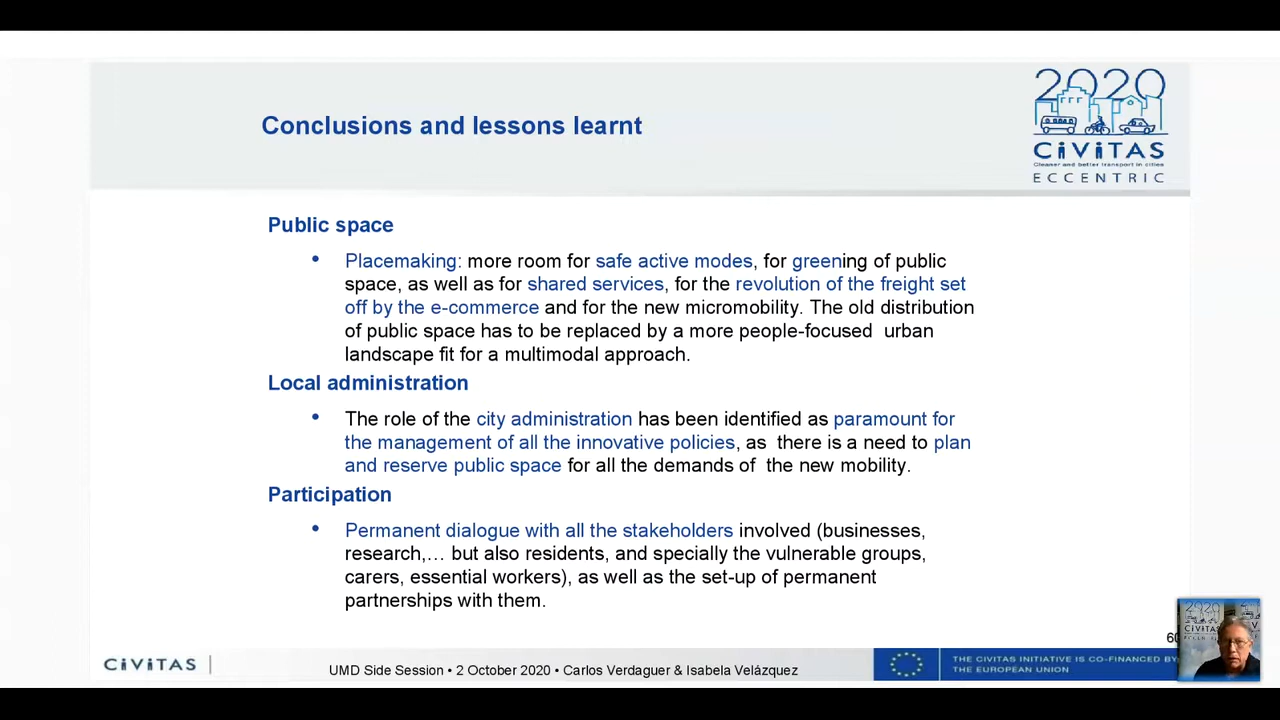 2020
CiViTAS
Cleaner and better transport in cities
ECCENTRIC
Conclusions and lessons learnt
Public space
• Placemaking: more room for safe active modes, for greening of public
space, as well as for shared services, for the revolution of the freight set
off by the e-commerce and for the new micromobility. The old distribution
of public space has to be replaced by a more people-focused urban
landscape fit for a multimodal approach.
Local administration
• The role of the city administration has been identified as paramount for
the management of all the innovative policies, as there is a need to plan
and reserve public space for all the demands of the new mobility.
Participation
• Permanent dialogue with all the stakeholders involved (businesses,
research,… but also residents, and specially the vulnerable groups,
carers, essential workers), as well as the set-up of permanent
partnerships with them.
CiViTAS
UMD Side Session • 2 October 2020 • Carlos Verdaguer & Isabela Velázquez
THE CIVITAS INITIATIVE IS CO-FINANCED BY
THE EUROPEAN UNION
2020